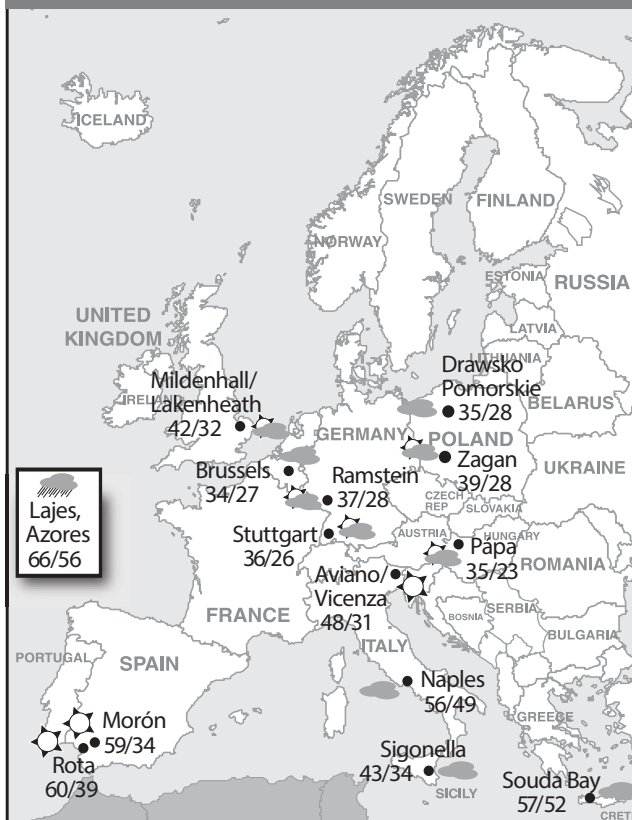 ICELAND
SWEDEN
FINLAND
NORWAY
ESTONIA
RUSSIA
LATVIA
LITHUANIA
BELARUS
UNITED
KINGDOM
IRELAND
Mildenhall/
Lakenheath
42/32
Drawsko
Pomorskie
35/28
GERMANY
POLAND
Zagan
39/28
UKRAINE
Brussels
34/27
Ramstein
37/28
CZECH
REP
SLOVAKIA
Lajes,
Azores
66/56
Stuttgart
36/26
AUSTRIA
HUNGARY
Pápa
35/23
ROMANIA
Aviano/
Vicenza
48/31
FRANCE
BOSNIA
SERBIA
BULGARIA
ITALY
PORTUGAL
SPAIN
Naples
56/49
GREECE
Morón
59/34
Rota
60/39
Sigonella
43/34
SICILY
Souda Bay
57/52
CRET